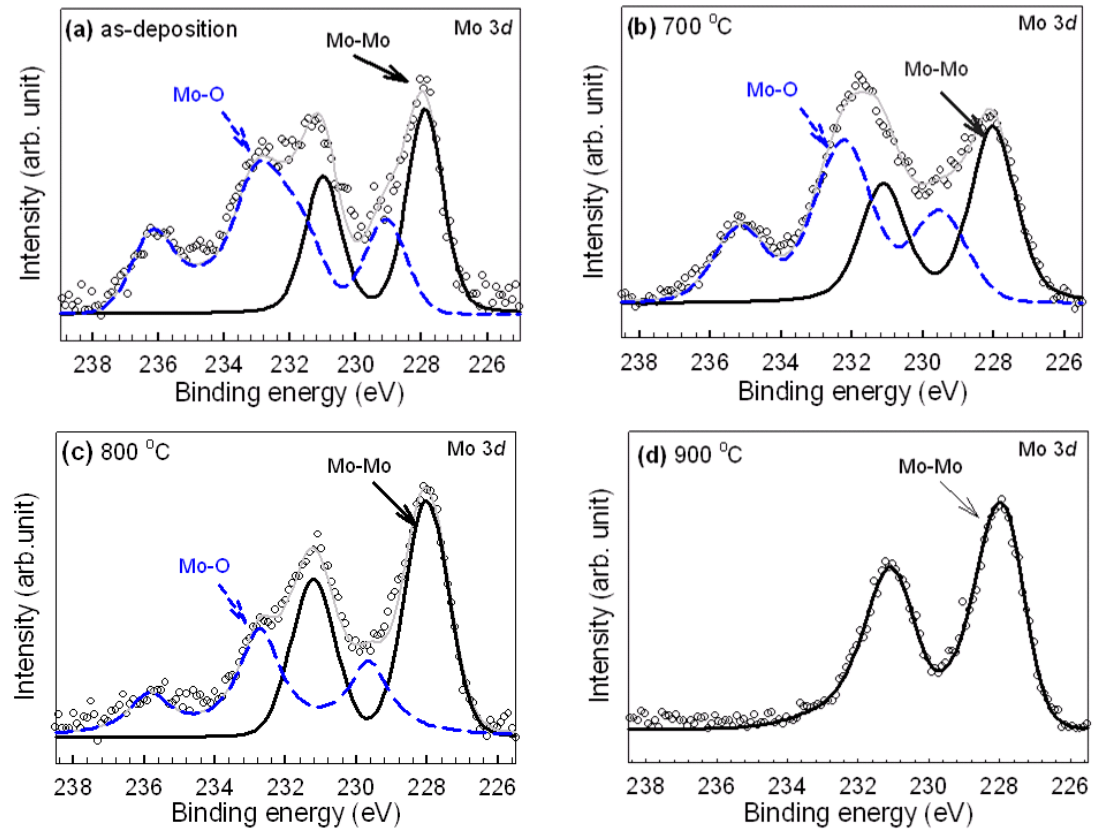 (a) as-deposition
Mo 3d
Mo-Mo
Mo-O
Intensity (arb. unit)
238 236 234 232 230 228 226
Binding energy (eV)
(b) 700 ⁰C
Mo 3d
Mo-Mo
Mo-O
Intensity (arb. unit)
238 236 234 232 230 228 226
Binding energy (eV)
(c) 800 ⁰C
Mo 3d
Mo-Mo
Mo-O
Intensity (arb.unit)
238 236 234 232 230 228 226
Binding energy (eV)
(d) 900 ⁰C
Mo 3d
Mo-Mo
Intensity (arb. unit)
238 236 234 232 230 228 226
Binding energy (eV)